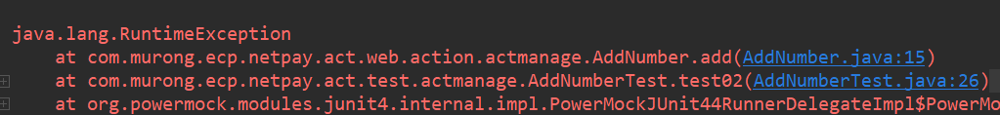 java.lang.RuntimeException
at com.murong.ecp.netpay.act.web.action.actmanage.AddNumber.add(AddNumber.java:15)
at com.murong.ecp.netpay.act.test.actmanage.AddNumberTest.test02(AddNumberTest.java:26)
at org.powermock.modules.junit4.internal.impl.PowerMockJUnit44RunnerDelegateImpl$PowerMo